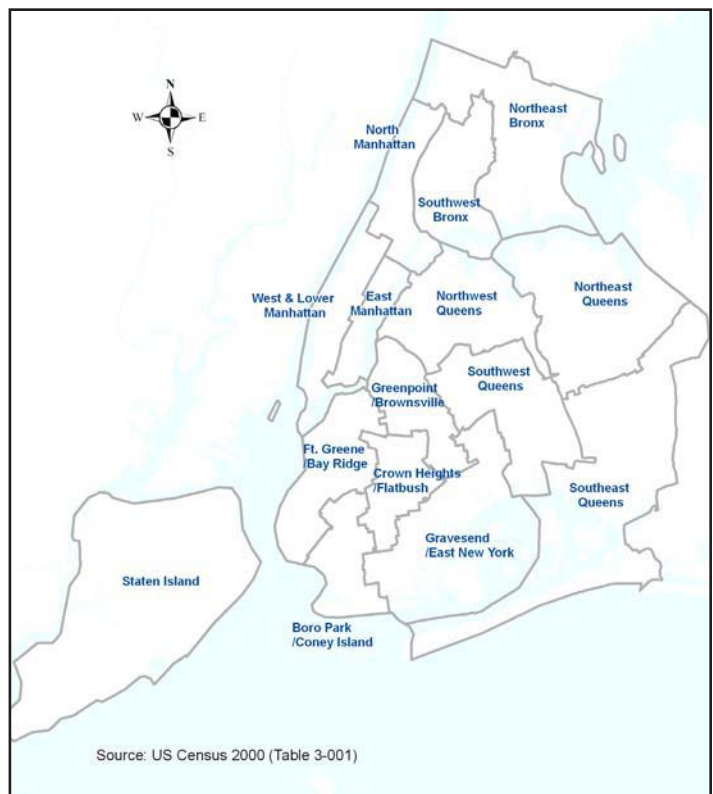 N
W E
S
Northeast
Bronx
North
Manhattan
Southwest
Bronx
West & Lower
Manhattan
East
Manhattan
Northwest
Queens
Northeast
Queens
Southwest
Queens
Greenpoint
/Brownsville
Ft. Greene
/Bay Ridge
Crown Heights
/Flatbush
Southeast
Queens
Gravesend
/East New York
Staten Island
Boro Park
/Coney Island
Source: US Census 2000 (Table 3-001)